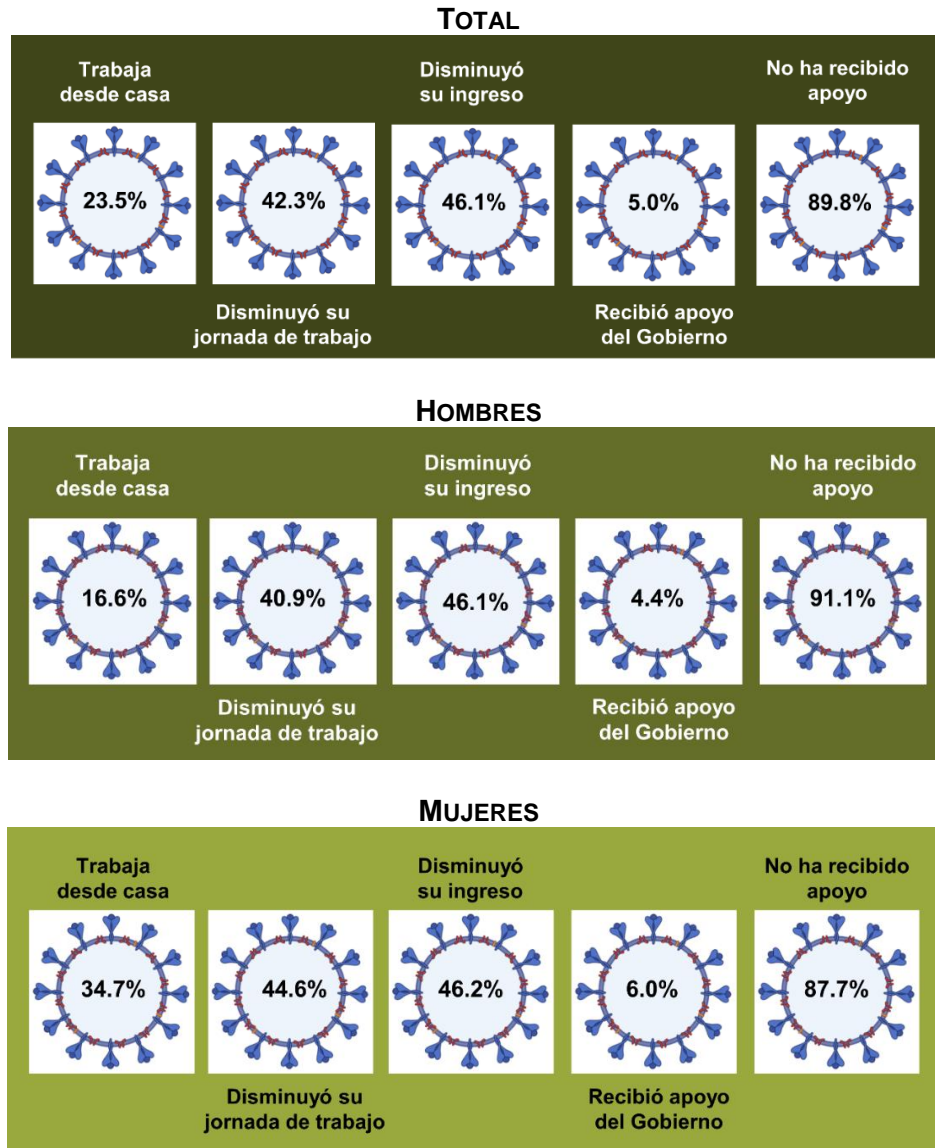 TOTAL
Trabaja
desde casa
Disminuyó
su ingreso
No ha recibido
apoyo
23.5%
42.3%
46.1%
5.0%
89.8%
Disminuyó su
jornada de trabajo
Recibió apoyo
del Gobierno
HOMBRES
Trabaja
desde casa
Disminuyó
su ingreso
No ha recibido
apoyo
16.6%
40.9%
46.1%
4.4%
91.1%
Disminuyó su
jornada de trabajo
Recibió apoyo
del Gobierno
MUJERES
Trabaja
desde casa
Disminuyó
su ingreso
No ha recibido
apoyo
34.7%
44.6%
46.2%
6.0%
87.7%
Disminuyó su
jornada de trabajo
Recibió apoyo
del Gobierno